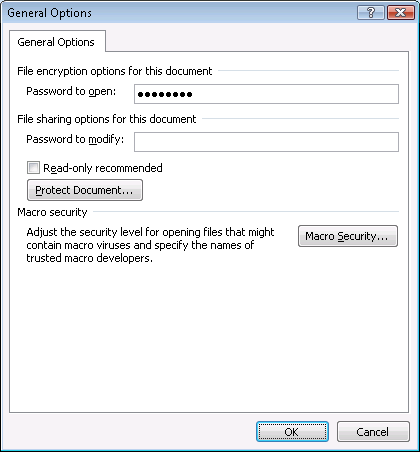 General Options
General Options
File encryption options for this document
Password to open: ●●●●●●●●
File sharing options for this document
Password to modify:
Read-only recommended
Protect Document...
Macro security
Adjust the security level for opening files that might
contain macro viruses and specify the names of
trusted macro developers.
Macro Security...
OK
Cancel